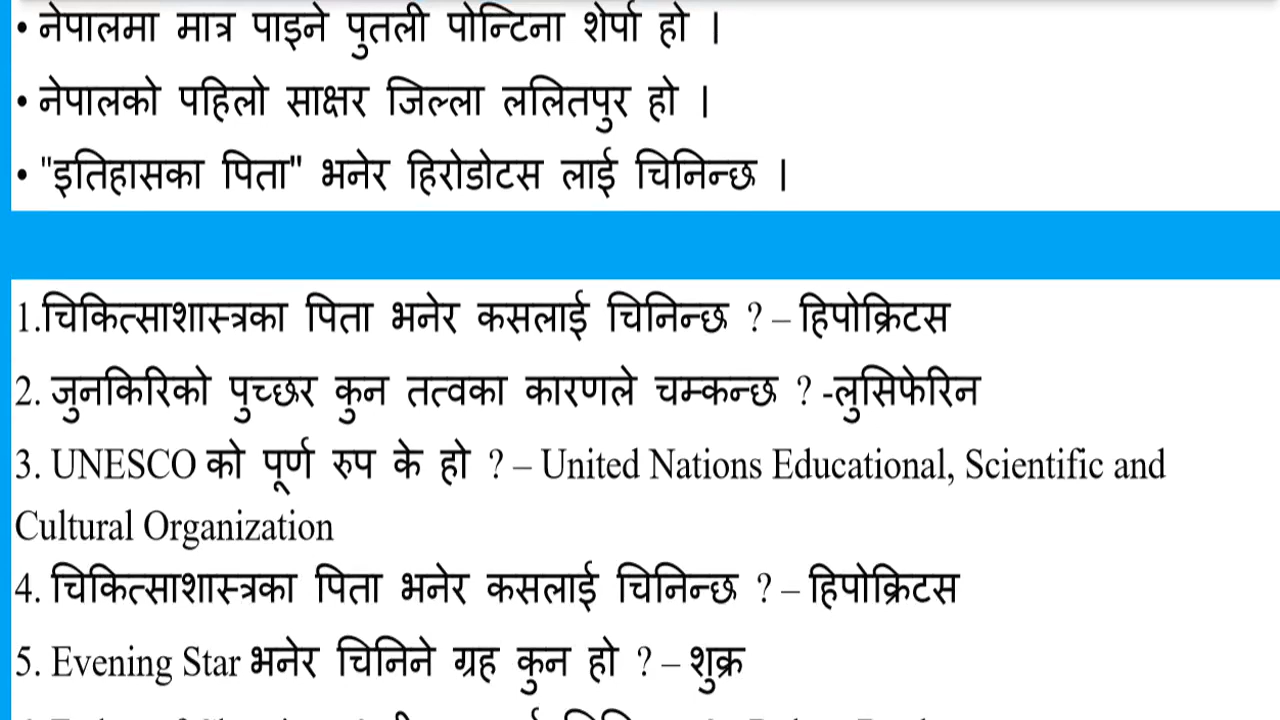 • नेपालमा मात्र पाइने पुतली पोन्टिना शेर्पा हो ।
• नेपालको पहिलो साक्षर जिल्ला ललितपुर हो ।
• "इतिहासका पिता" भनेर हिरोडोटस लाई चिनिन्छ ।
1.चिकित्साशास्त्रका पिता भनेर कसलाई चिनिन्छ ? – हिपोक्रिटस
2. जुनकिरिको पुच्छर कुन तत्वका कारणले चम्कन्छ ? -लुसिफेरिन
3. UNESCO को पूर्ण रुप के हो ? – United Nations Educational, Scientific and
Cultural Organization
4. चिकित्साशास्त्रका पिता भनेर कसलाई चिनिन्छ ? – हिपोक्रिटस
5. Evening Star भनेर चिनिने ग्रह कुन हो ? – शुक्र